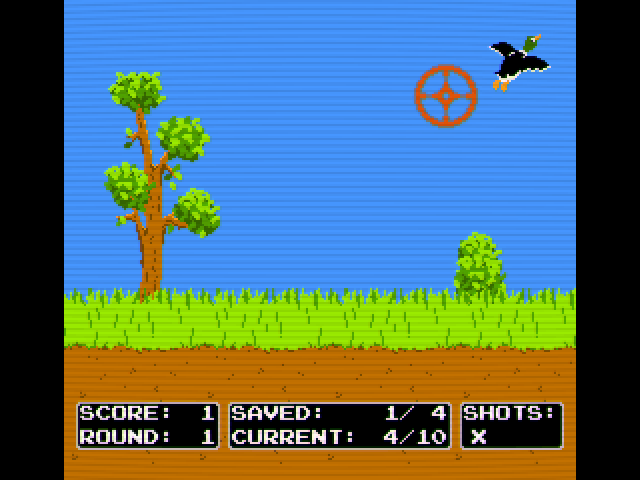 SCORE: 1
ROUND: 1
SAVED: 1/ 4
CURRENT: 4/10
SHOTS:
X